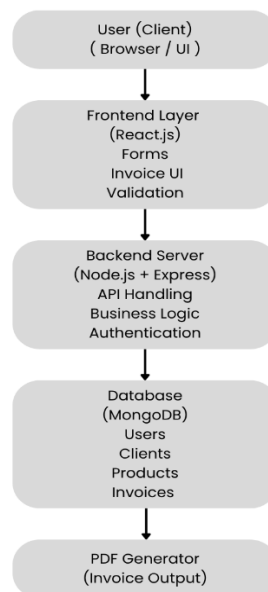 User (Client)
( Browser / UI )
Frontend Layer
(React.js)
Forms
Invoice UI
Validation
Backend Server
(Node.js + Express)
API Handling
Business Logic
Authentication
Database
(MongoDB)
Users
Clients
Products
Invoices
PDF Generator
(Invoice Output)